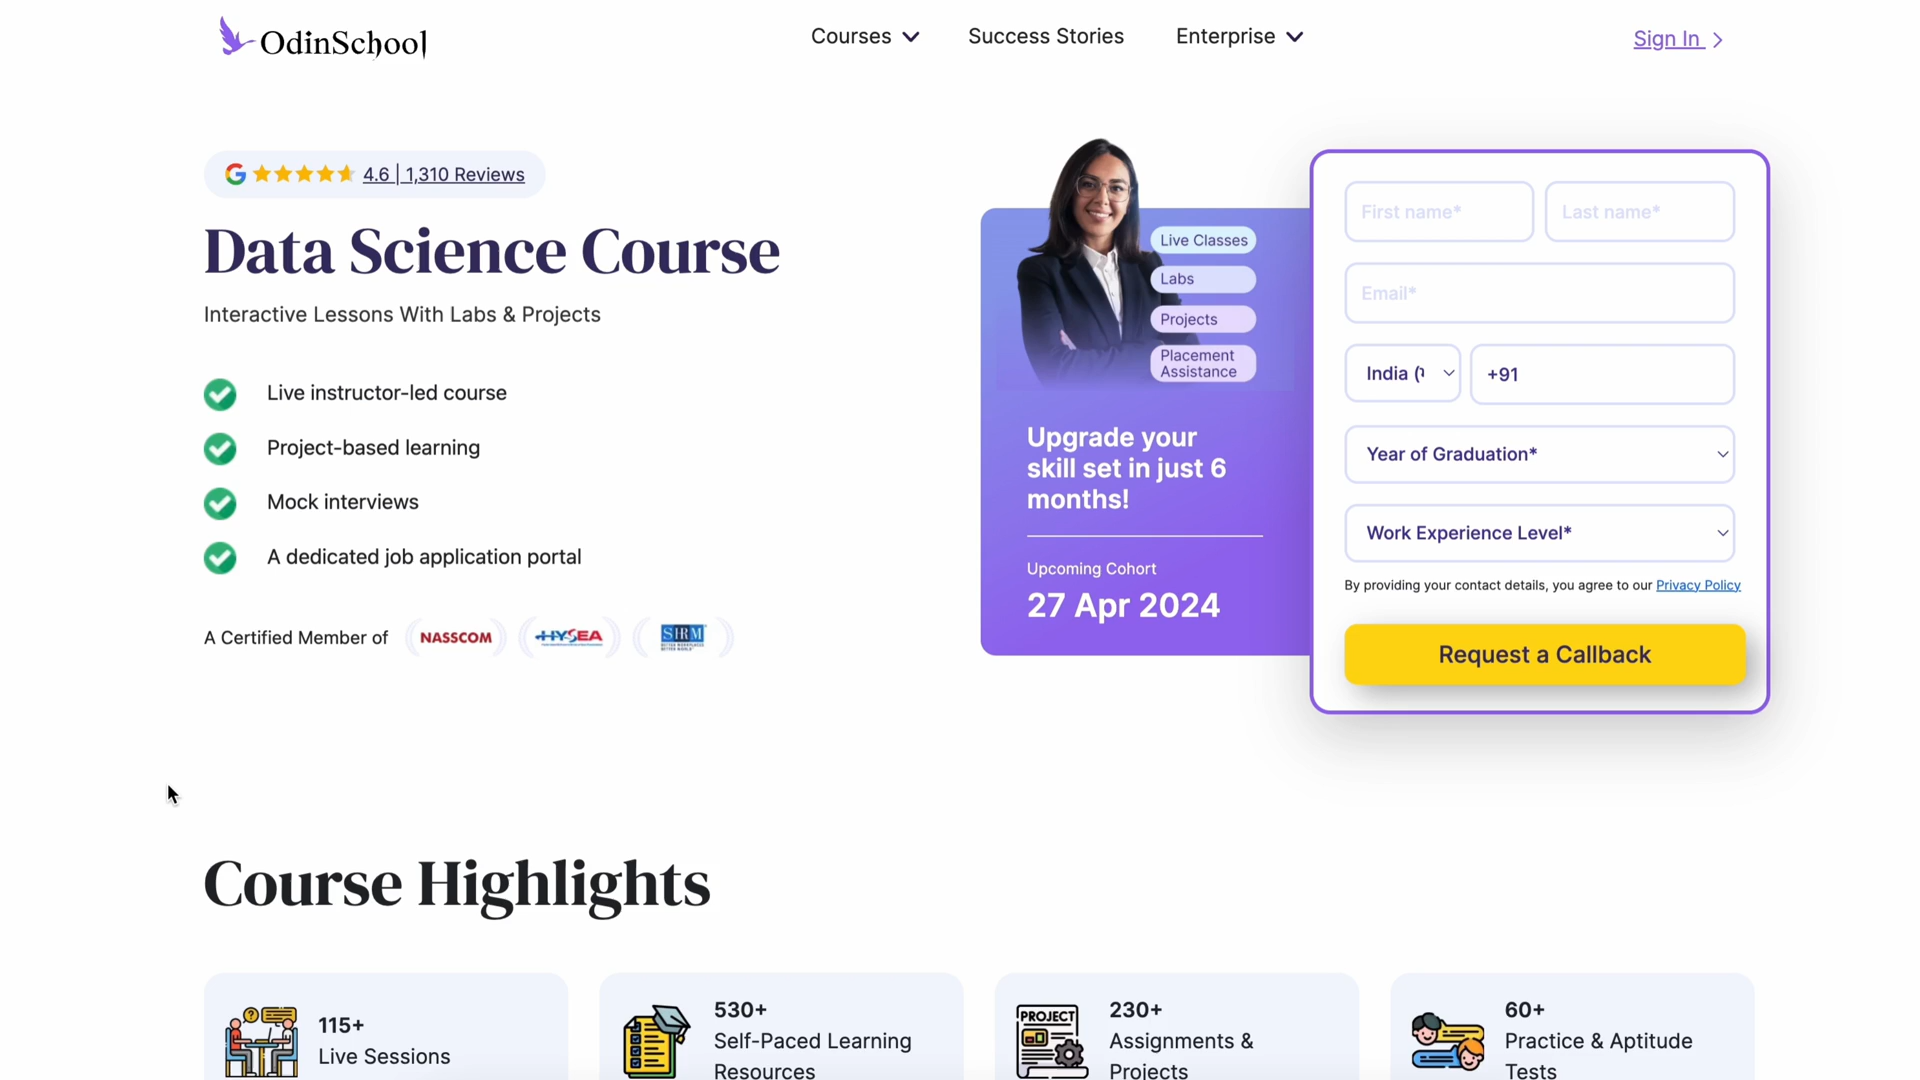 OdinSchool
Courses
Success Stories
Enterprise
Sign In
4.6 | 1,310 Reviews
Data Science Course
Interactive Lessons With Labs & Projects
Live instructor-led course
Project-based learning
Mock interviews
A dedicated job application portal
A Certified Member of
NASSCOM
HYSEA
SHRM
Live Classes
Labs
Projects
Placement
Assistance
Upgrade your
skill set in just 6
months!
Upcoming Cohort
27 Apr 2024
First name*
Last name*
Email*
India (
+91
Year of Graduation*
Work Experience Level*
By providing your contact details, you agree to our Privacy Policy
Request a Callback
Course Highlights
115+
Live Sessions
530+
Self-Paced Learning
Resources
PROJECT
230+
Assignments &
Projects
60+
Practice & Aptitude
Tests